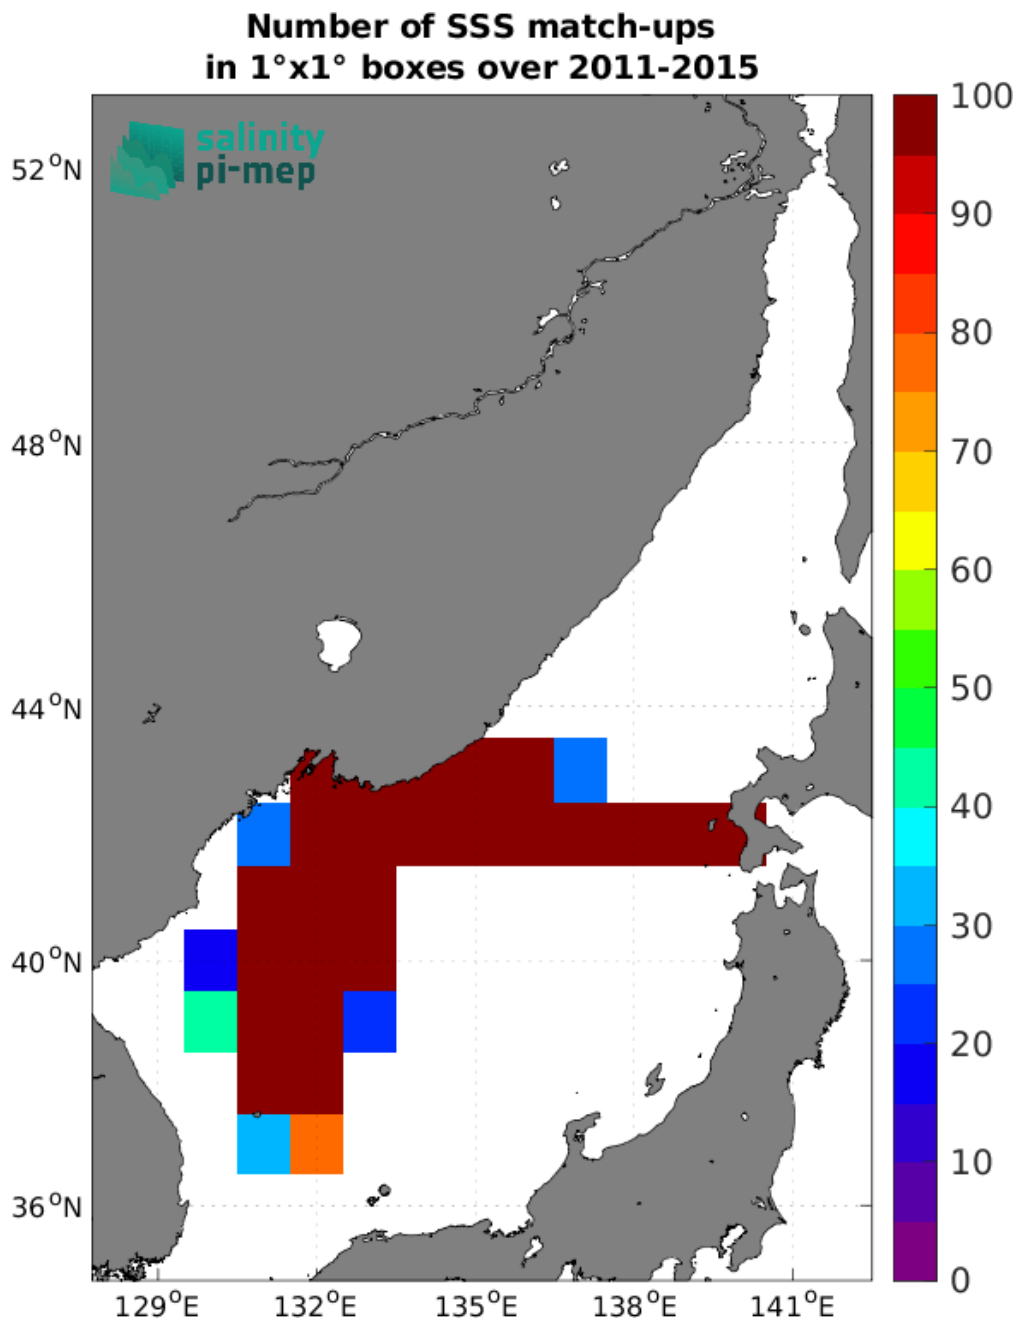 Number of SSS match-ups
in 1°x1° boxes over 2011-2015
salinity
pi-mep
52°N
48°N
44°N
40°N
36°N
129°E 132°E 135°E 138°E 141°E
100
90
80
70
60
50
40
30
20
10
0